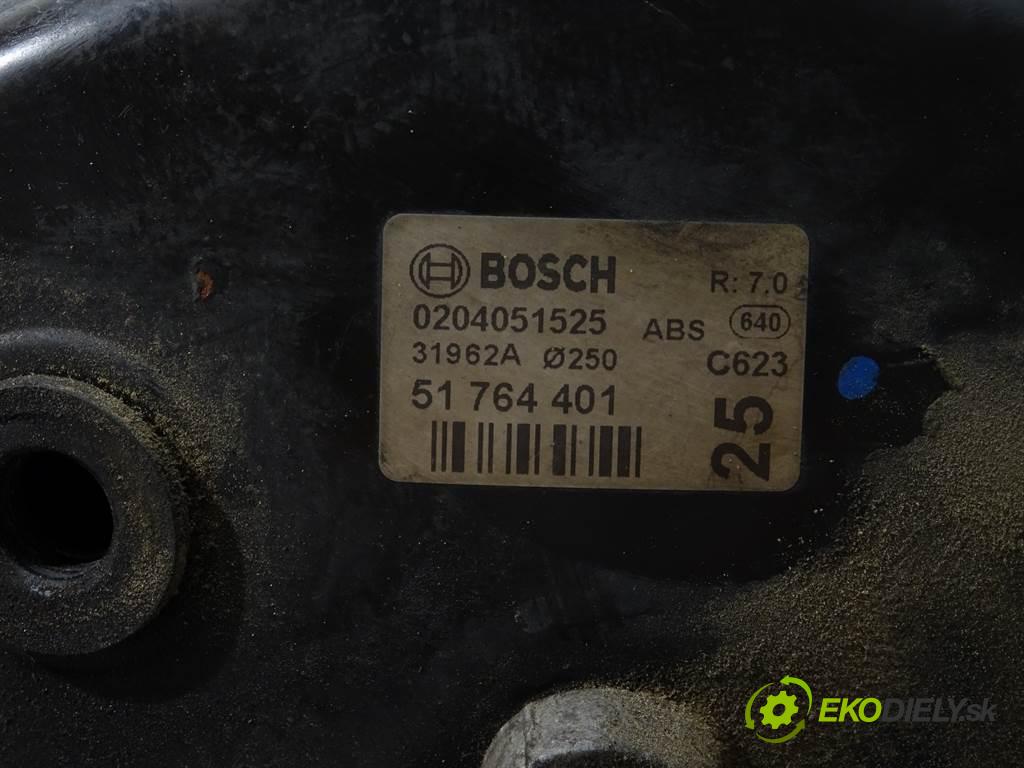 BOSCH R: 7.0
0204051525 ABS 640
31962A Ø250 C623
51 764 401
25
EKODIELY.sk